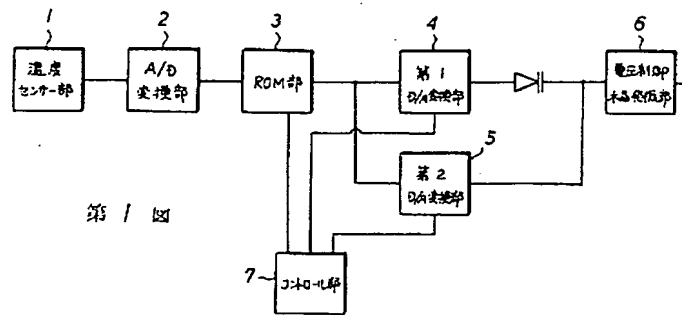 1
2
3
4
6
温度
センサー部
A/D
変換部
ROM部
第1
D/A変換部
電圧制御
水晶発振部
5
第2
D/A変換部
第1図
7
コントロール部